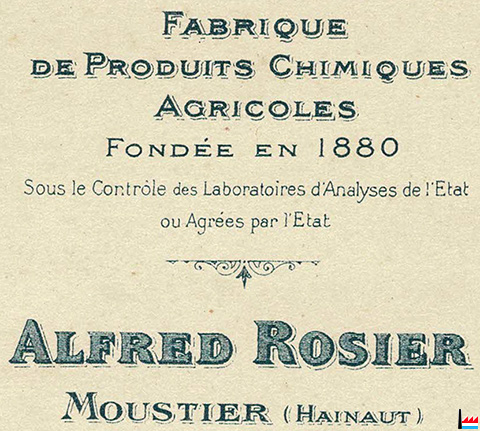 FABRIQUE
DE PRODUITS CHIMIQUES
AGRICOLES
FONDÉE EN 1880
Sous le Contrôle des Laboratoires d'Analyses de l'Etat
ou Agrées par l'Etat
ALFRED ROSIER
MOUSTIER (HAINAUT)